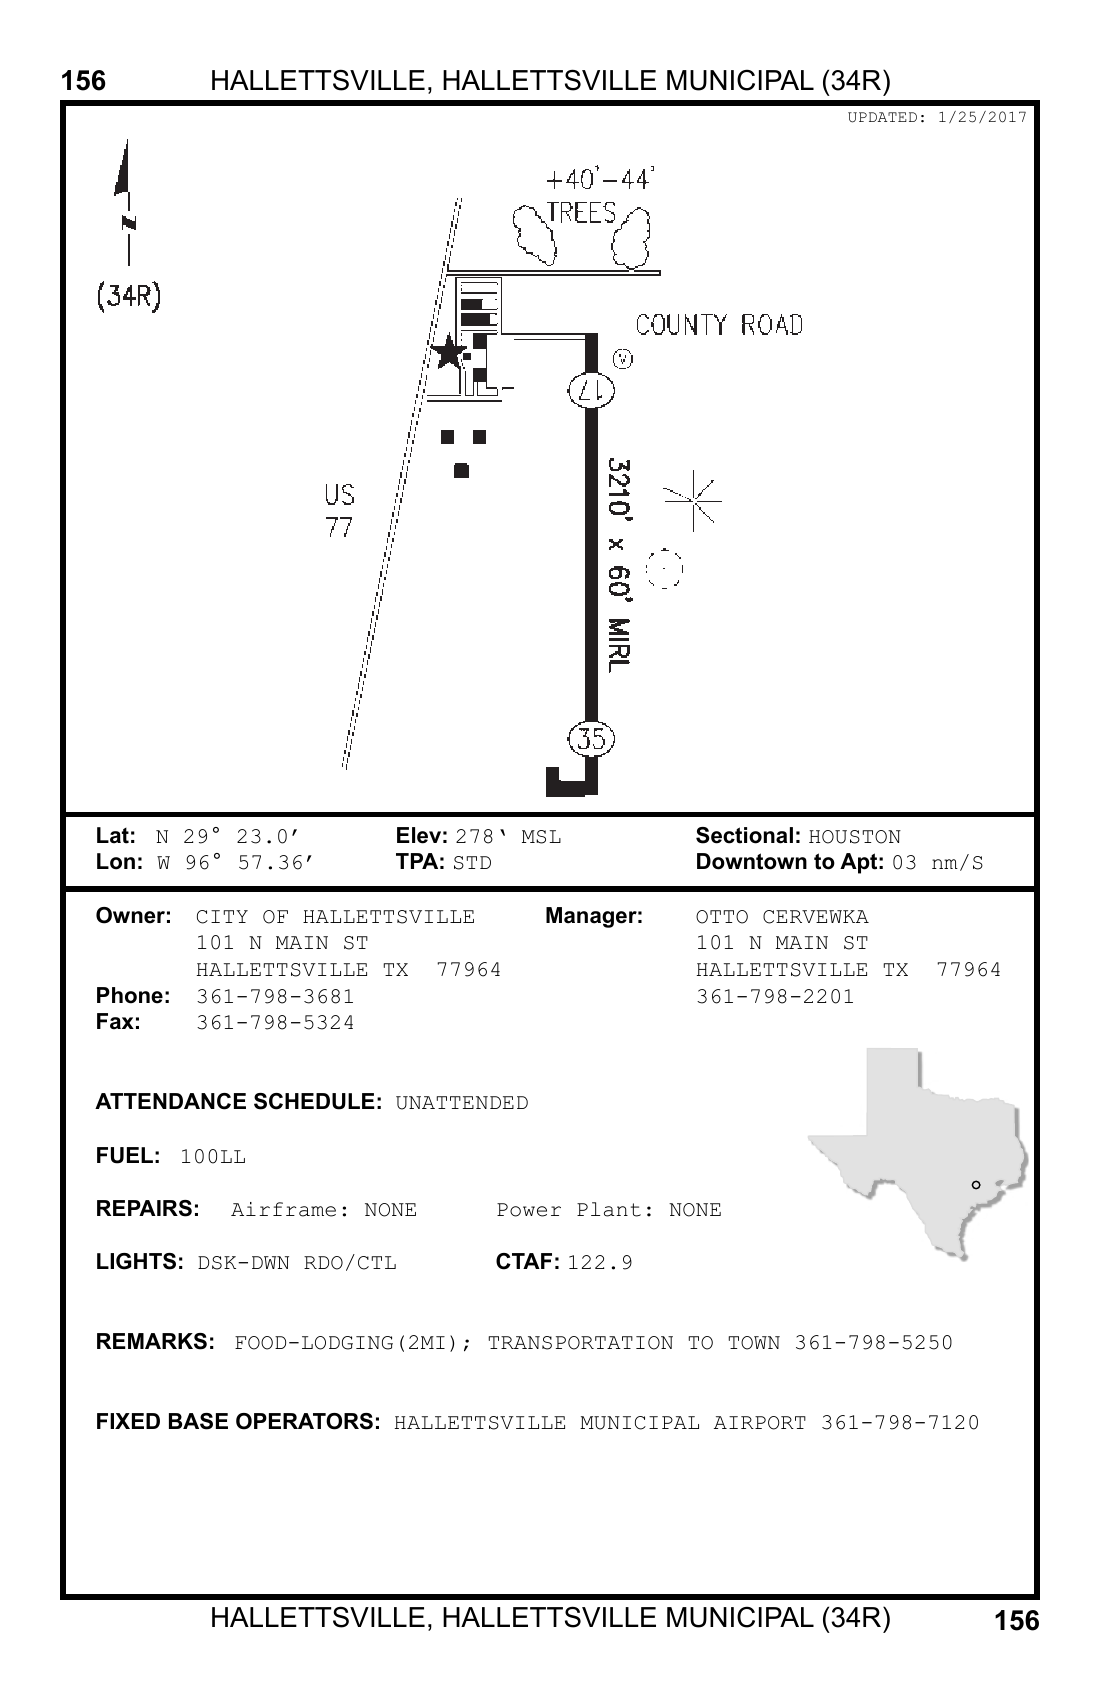 156 HALLETTSVILLE, HALLETTSVILLE MUNICIPAL (34R)
UPDATED: 1/25/2017
+40'-44'
TREES
N
(34R)
COUNTY ROAD
V
17
3210' x 60' MIRL
US
77
35
Lat: N 29° 23.0′ Elev: 278‘ MSL Sectional: HOUSTON
Lon: W 96° 57.36′ TPA: STD Downtown to Apt: 03 nm/S
Owner: CITY OF HALLETTSVILLE Manager: OTTO CERVEWKA
101 N MAIN ST 101 N MAIN ST
HALLETTSVILLE TX 77964 HALLETTSVILLE TX 77964
Phone: 361-798-3681 361-798-2201
Fax: 361-798-5324
ATTENDANCE SCHEDULE: UNATTENDED
FUEL: 100LL
REPAIRS: Airframe: NONE Power Plant: NONE
LIGHTS: DSK-DWN RDO/CTL CTAF: 122.9
REMARKS: FOOD-LODGING(2MI); TRANSPORTATION TO TOWN 361-798-5250
FIXED BASE OPERATORS: HALLETTSVILLE MUNICIPAL AIRPORT 361-798-7120
HALLETTSVILLE, HALLETTSVILLE MUNICIPAL (34R) 156